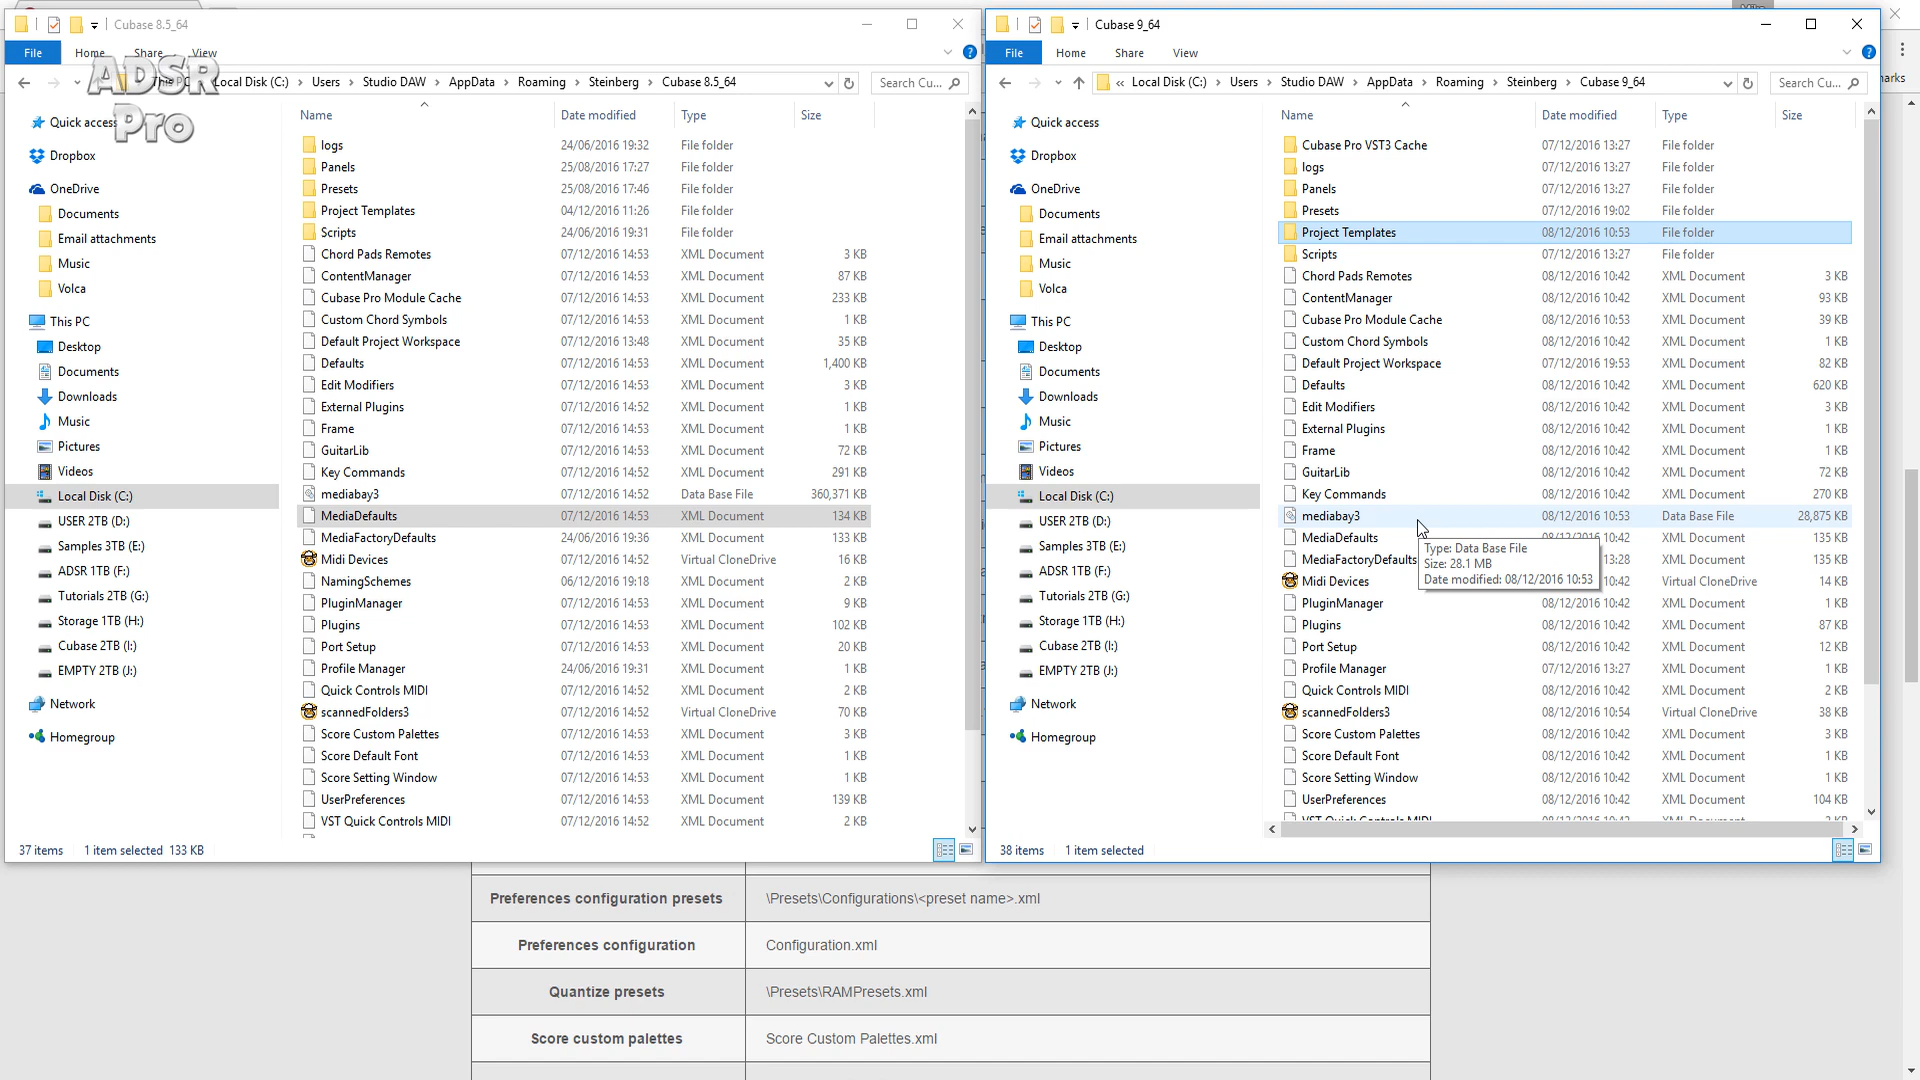 Cubase 8.5_64
File Home Share View
This PC Local Disk (C:) Users Studio DAW AppData Roaming Steinberg Cubase 8.5_64
Search Cu...
ADSR
Pro
Quick access
Dropbox
OneDrive
Documents
Email attachments
Music
Volca
This PC
Desktop
Documents
Downloads
Music
Pictures
Videos
Local Disk (C:)
USER 2TB (D:)
Samples 3TB (E:)
ADSR 1TB (F:)
Tutorials 2TB (G:)
Storage 1TB (H:)
Cubase 2TB (I:)
EMPTY 2TB (J:)
Network
Homegroup
Name Date modified Type Size
logs 24/06/2016 19:32 File folder
Panels 25/08/2016 17:27 File folder
Presets 25/08/2016 17:46 File folder
Project Templates 04/12/2016 11:26 File folder
Scripts 24/06/2016 19:31 File folder
Chord Pads Remotes 07/12/2016 14:53 XML Document 3 KB
ContentManager 07/12/2016 14:53 XML Document 87 KB
Cubase Pro Module Cache 07/12/2016 14:53 XML Document 233 KB
Custom Chord Symbols 07/12/2016 14:53 XML Document 1 KB
Default Project Workspace 07/12/2016 13:48 XML Document 35 KB
Defaults 07/12/2016 14:53 XML Document 1,400 KB
Edit Modifiers 07/12/2016 14:53 XML Document 3 KB
External Plugins 07/12/2016 14:52 XML Document 1 KB
Frame 07/12/2016 14:53 XML Document 1 KB
GuitarLib 07/12/2016 14:53 XML Document 72 KB
Key Commands 07/12/2016 14:52 XML Document 291 KB
mediabay3 07/12/2016 14:52 Data Base File 360,371 KB
MediaDefaults 07/12/2016 14:53 XML Document 134 KB
MediaFactoryDefaults 24/06/2016 19:36 XML Document 133 KB
Midi Devices 07/12/2016 14:53 Virtual CloneDrive 16 KB
NamingSchemes 06/12/2016 19:18 XML Document 2 KB
PluginManager 07/12/2016 14:53 XML Document 9 KB
Plugins 07/12/2016 14:53 XML Document 102 KB
Port Setup 07/12/2016 14:53 XML Document 20 KB
Profile Manager 24/06/2016 19:31 XML Document 1 KB
Quick Controls MIDI 07/12/2016 14:52 XML Document 2 KB
scannedFolders3 07/12/2016 14:52 Virtual CloneDrive 70 KB
Score Custom Palettes 07/12/2016 14:53 XML Document 3 KB
Score Default Font 07/12/2016 14:53 XML Document 1 KB
Score Setting Window 07/12/2016 14:53 XML Document 1 KB
UserPreferences 07/12/2016 14:53 XML Document 139 KB
VST Quick Controls MIDI 07/12/2016 14:52 XML Document 2 KB
37 items 1 item selected 133 KB
Cubase 9_64
File Home Share View
« Local Disk (C:) Users Studio DAW AppData Roaming Steinberg Cubase 9_64
Search Cu...
Quick access
Dropbox
OneDrive
Documents
Email attachments
Music
Volca
This PC
Desktop
Documents
Downloads
Music
Pictures
Videos
Local Disk (C:)
USER 2TB (D:)
Samples 3TB (E:)
ADSR 1TB (F:)
Tutorials 2TB (G:)
Storage 1TB (H:)
Cubase 2TB (I:)
EMPTY 2TB (J:)
Network
Homegroup
Name Date modified Type Size
Cubase Pro VST3 Cache 07/12/2016 13:27 File folder
logs 07/12/2016 13:27 File folder
Panels 07/12/2016 13:27 File folder
Presets 07/12/2016 19:02 File folder
Project Templates 08/12/2016 10:53 File folder
Scripts 07/12/2016 13:27 File folder
Chord Pads Remotes 08/12/2016 10:42 XML Document 3 KB
ContentManager 08/12/2016 10:42 XML Document 93 KB
Cubase Pro Module Cache 08/12/2016 10:53 XML Document 39 KB
Custom Chord Symbols 08/12/2016 10:42 XML Document 1 KB
Default Project Workspace 07/12/2016 19:53 XML Document 82 KB
Defaults 08/12/2016 10:42 XML Document 620 KB
Edit Modifiers 08/12/2016 10:42 XML Document 3 KB
External Plugins 08/12/2016 10:42 XML Document 1 KB
Frame 08/12/2016 10:42 XML Document 1 KB
GuitarLib 08/12/2016 10:42 XML Document 72 KB
Key Commands 08/12/2016 10:42 XML Document 270 KB
mediabay3 08/12/2016 10:53 Data Base File 28,875 KB
MediaDefaults 08/12/2016 10:42 XML Document 135 KB
MediaFactoryDefaults 13:28 XML Document 135 KB
Midi Devices 10:42 Virtual CloneDrive 14 KB
Type: Data Base File
Size: 28.1 MB
Date modified: 08/12/2016 10:53
PluginManager 08/12/2016 10:42 XML Document 1 KB
Plugins 08/12/2016 10:42 XML Document 87 KB
Port Setup 08/12/2016 10:42 XML Document 12 KB
Profile Manager 07/12/2016 13:27 XML Document 1 KB
Quick Controls MIDI 08/12/2016 10:42 XML Document 2 KB
scannedFolders3 08/12/2016 10:54 Virtual CloneDrive 38 KB
Score Custom Palettes 08/12/2016 10:42 XML Document 3 KB
Score Default Font 08/12/2016 10:42 XML Document 1 KB
Score Setting Window 08/12/2016 10:42 XML Document 1 KB
UserPreferences 08/12/2016 10:42 XML Document 104 KB
VST Quick Controls MIDI 08/12/2016 10:42 XML Document 2 KB
38 items 1 item selected
Preferences configuration presets \Presets\Configurations\<preset name>.xml
Preferences configuration Configuration.xml
Quantize presets \Presets\RAMPresets.xml
Score custom palettes Score Custom Palettes.xml